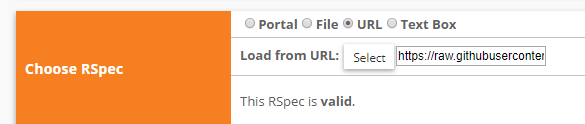 Portal File URL Text Box
Choose RSpec
Load from URL: Select https://raw.githubuserconter
This RSpec is valid.